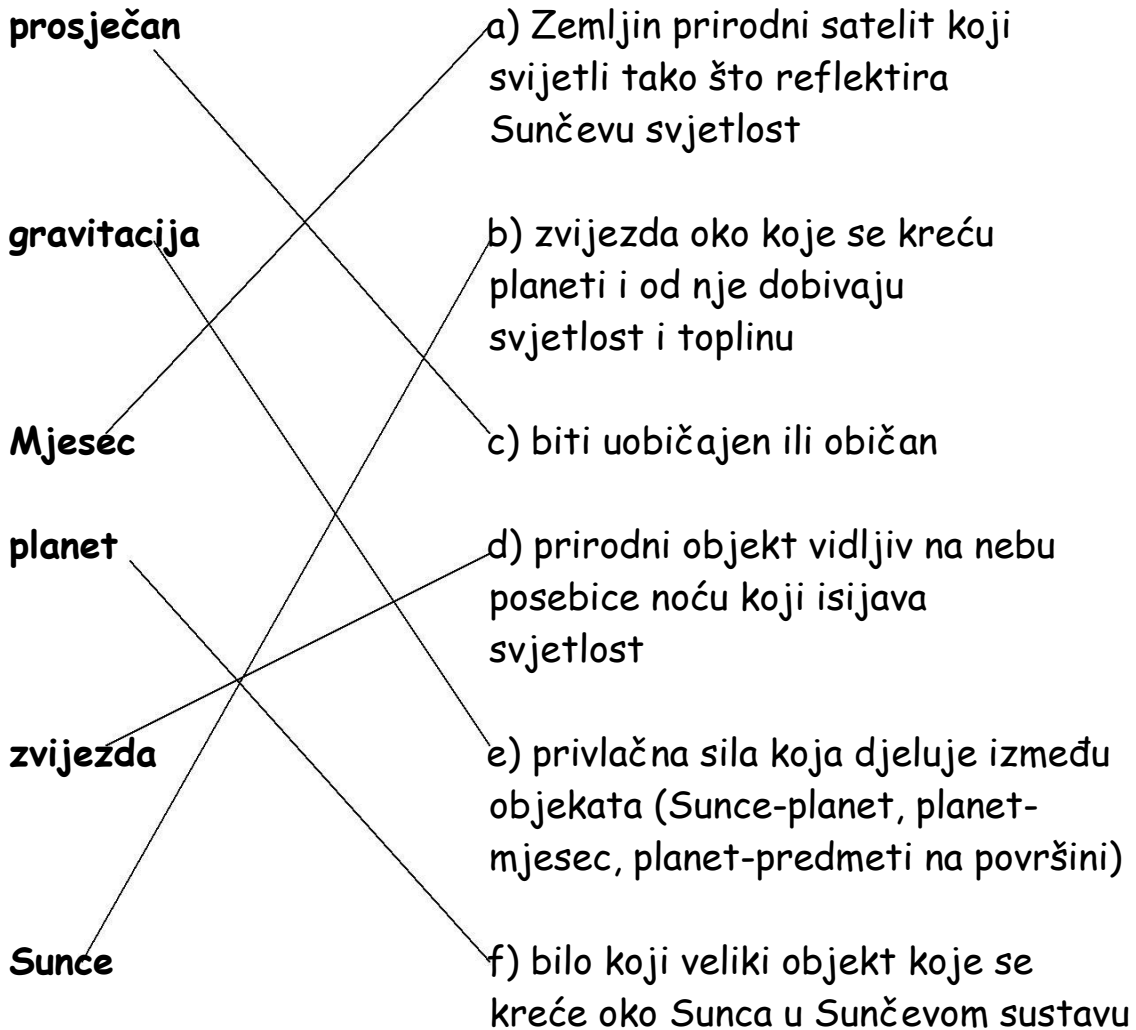 prosječan
a) Zemljin prirodni satelit koji
svijetli tako što reflektira
Sunčevu svjetlost
gravitacija
b) zvijezda oko koje se kreću
planeti i od nje dobivaju
svjetlost i toplinu
Mjesec
c) biti uobičajen ili običan
planet
d) prirodni objekt vidljiv na nebu
posebice noću koji isijava
svjetlost
zvijezda
e) privlačna sila koja djeluje između
objekata (Sunce-planet, planet-
mjesec, planet-predmeti na površini)
Sunce
f) bilo koji veliki objekt koje se
kreće oko Sunca u Sunčevom sustavu